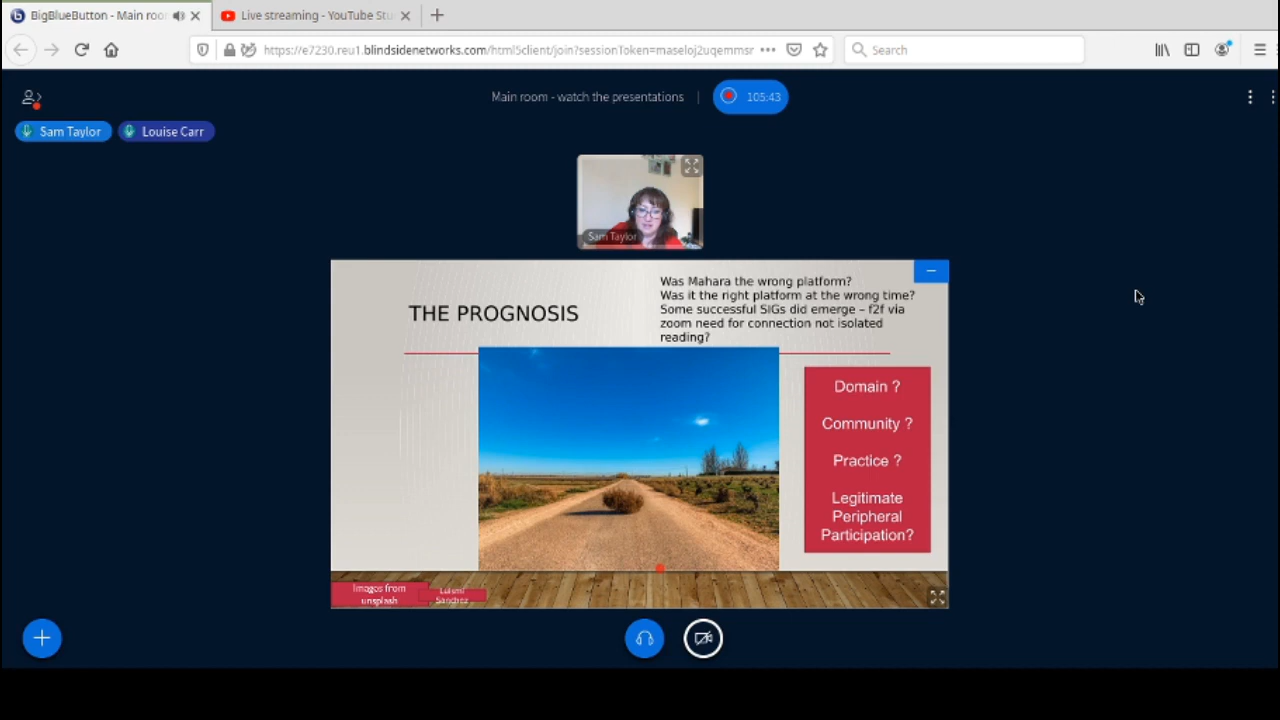 BigBlueButton - Main roo
Live streaming - YouTube Stu
https://e7230.reu1.blindsidenetworks.com/html5client/join?sessionToken=maseloj2uqemmsr
Search
Main room - watch the presentations
105:43
Sam Taylor
Louise Carr
Sam Taylor
THE PROGNOSIS
Was Mahara the wrong platform?
Was it the right platform at the wrong time?
Some successful SIGs did emerge – f2f via
zoom need for connection not isolated
reading?
Domain ?
Community ?
Practice ?
Legitimate
Peripheral
Participation?
Images from
unsplash
Luismi
Sánchez